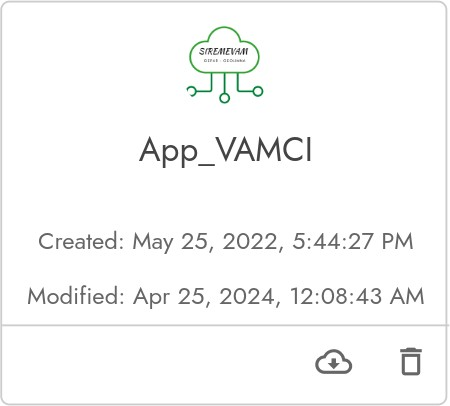 SIREMEVAM
App_VAMCI
Created: May 25, 2022, 5:44:27 PM
Modified: Apr 25, 2024, 12:08:43 AM